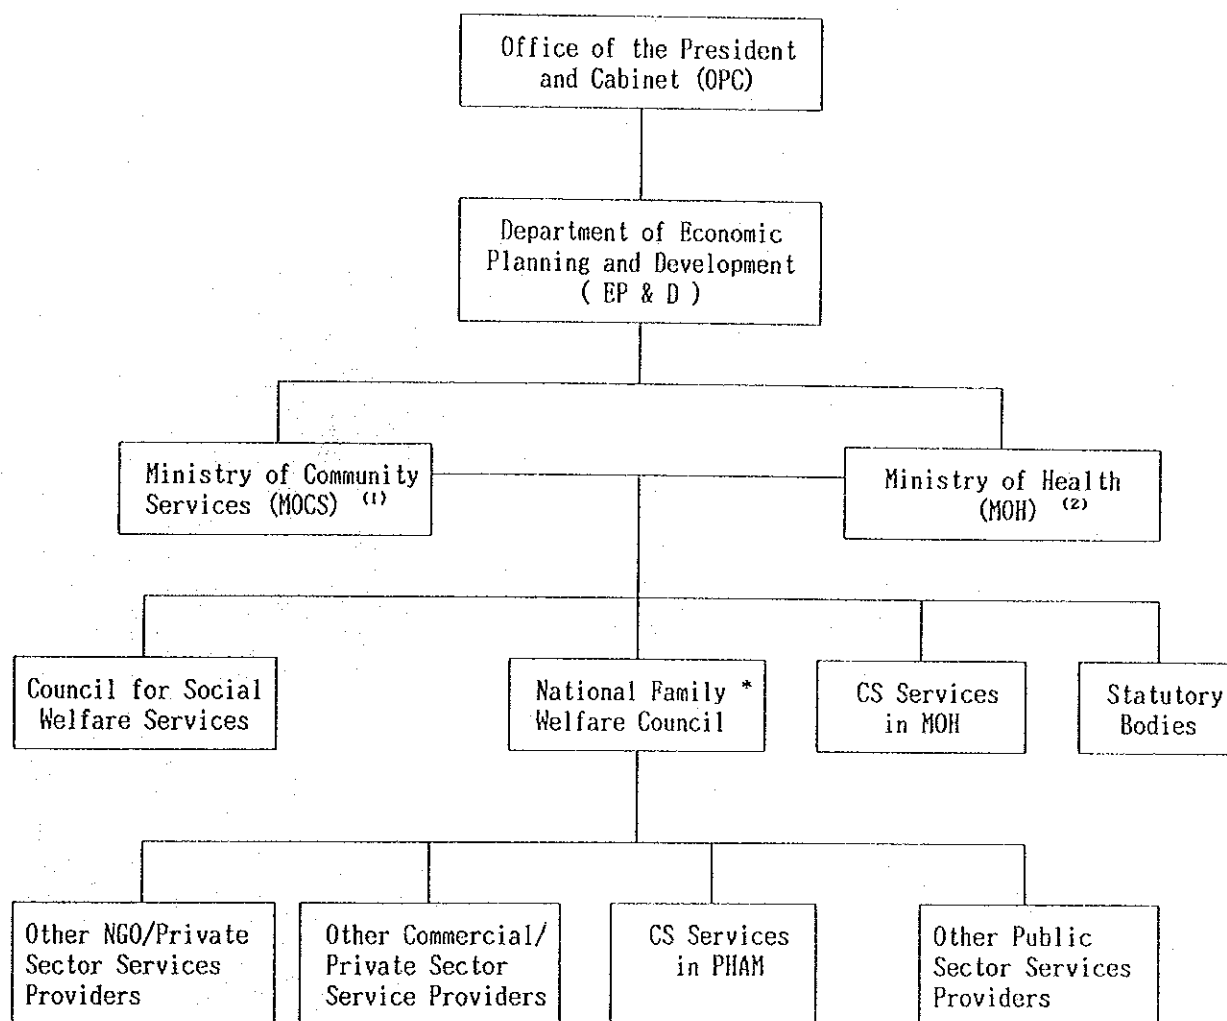 Office of the President
and Cabinet (OPC)
Department of Economic
Planning and Development
( EP & D )
Ministry of Community
Services (MOCS) (1)
Ministry of Health
(MOH) (2)
Council for Social
Welfare Services
National Family *
Welfare Council
CS Services
in MOH
Statutory
Bodies
Other NGO/Private
Sector Services
Providers
Other Commercial/
Private Sector
Service Providers
CS Services
in PHAM
Other Public
Sector Services
Providers